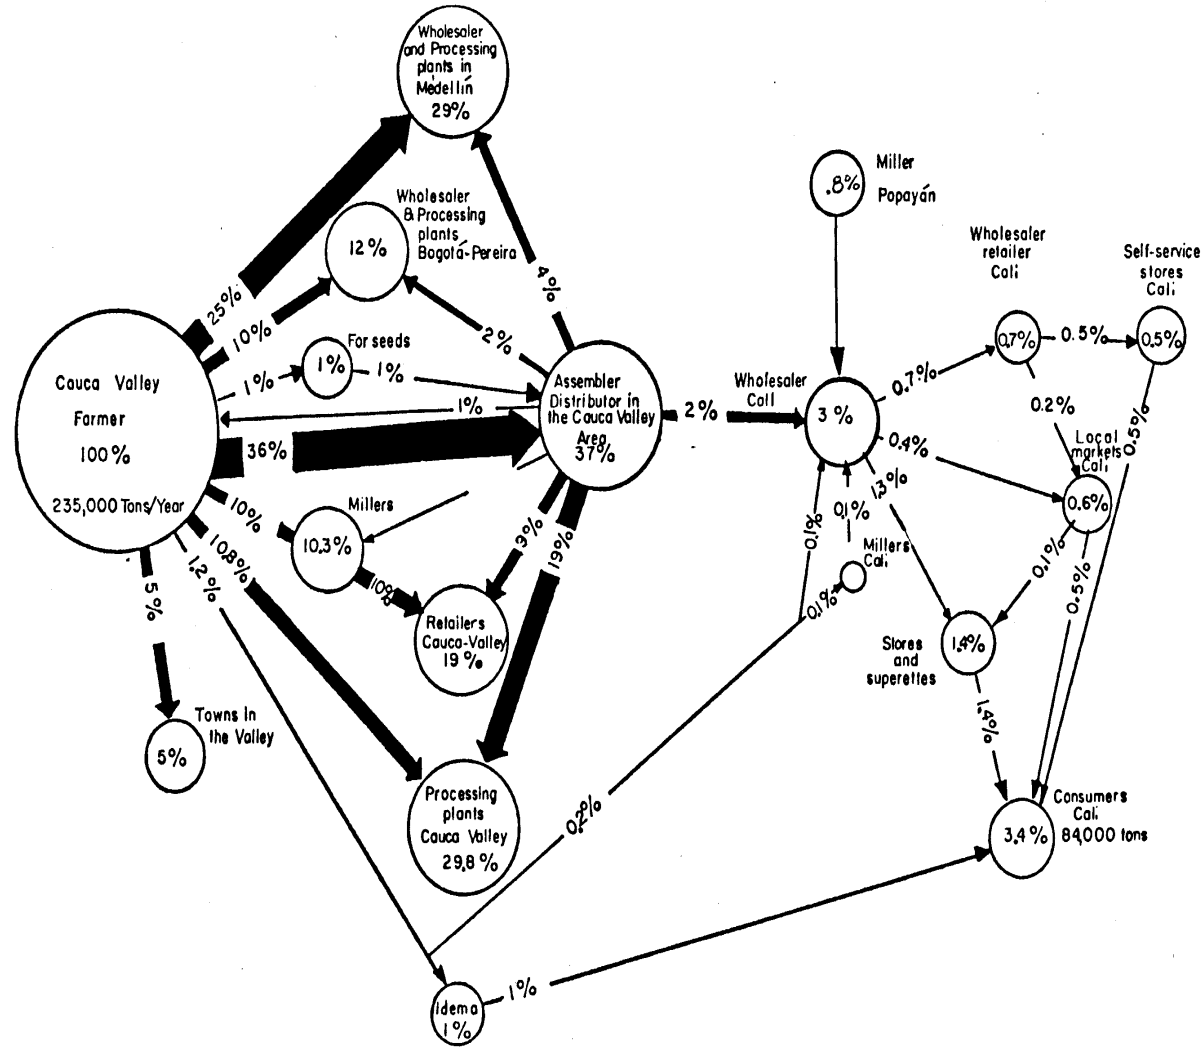 Wholesaler
and Processing
plants in
Medellín
29%
Wholesaler
& Processing
plants
Bogotá-Pereira
12%
25%
10%
4%
2%
For seeds
1%
1%
1%
1%
Cauca Valley
Farmer
100%
235,000 Tons/Year
36%
Assembler
Distributor in
the Cauca Valley
Area
37%
Millers
10.3%
10%
10%
10.8%
1.2%
5%
3%
19%
Retailers
Cauca-Valley
19%
Towns in
the Valley
5%
Processing
plants
Cauca Valley
29.8%
Idema
1%
1%
0.2%
0.1%
0.1%
0.1%
Miller
Popayán
.8%
Wholesaler
Cali
2%
3%
Wholesaler
retailer
Cali
0.7%
0.7%
0.5%
Self-service
stores
Cali
0.5%
0.2%
0.4%
Local
markets
Cali
0.6%
0.5%
1.3%
Millers
Cali
0.1%
0.5%
Stores
and
superettes
1.4%
1.4%
Consumers
Cali
84,000 tons
3.4%